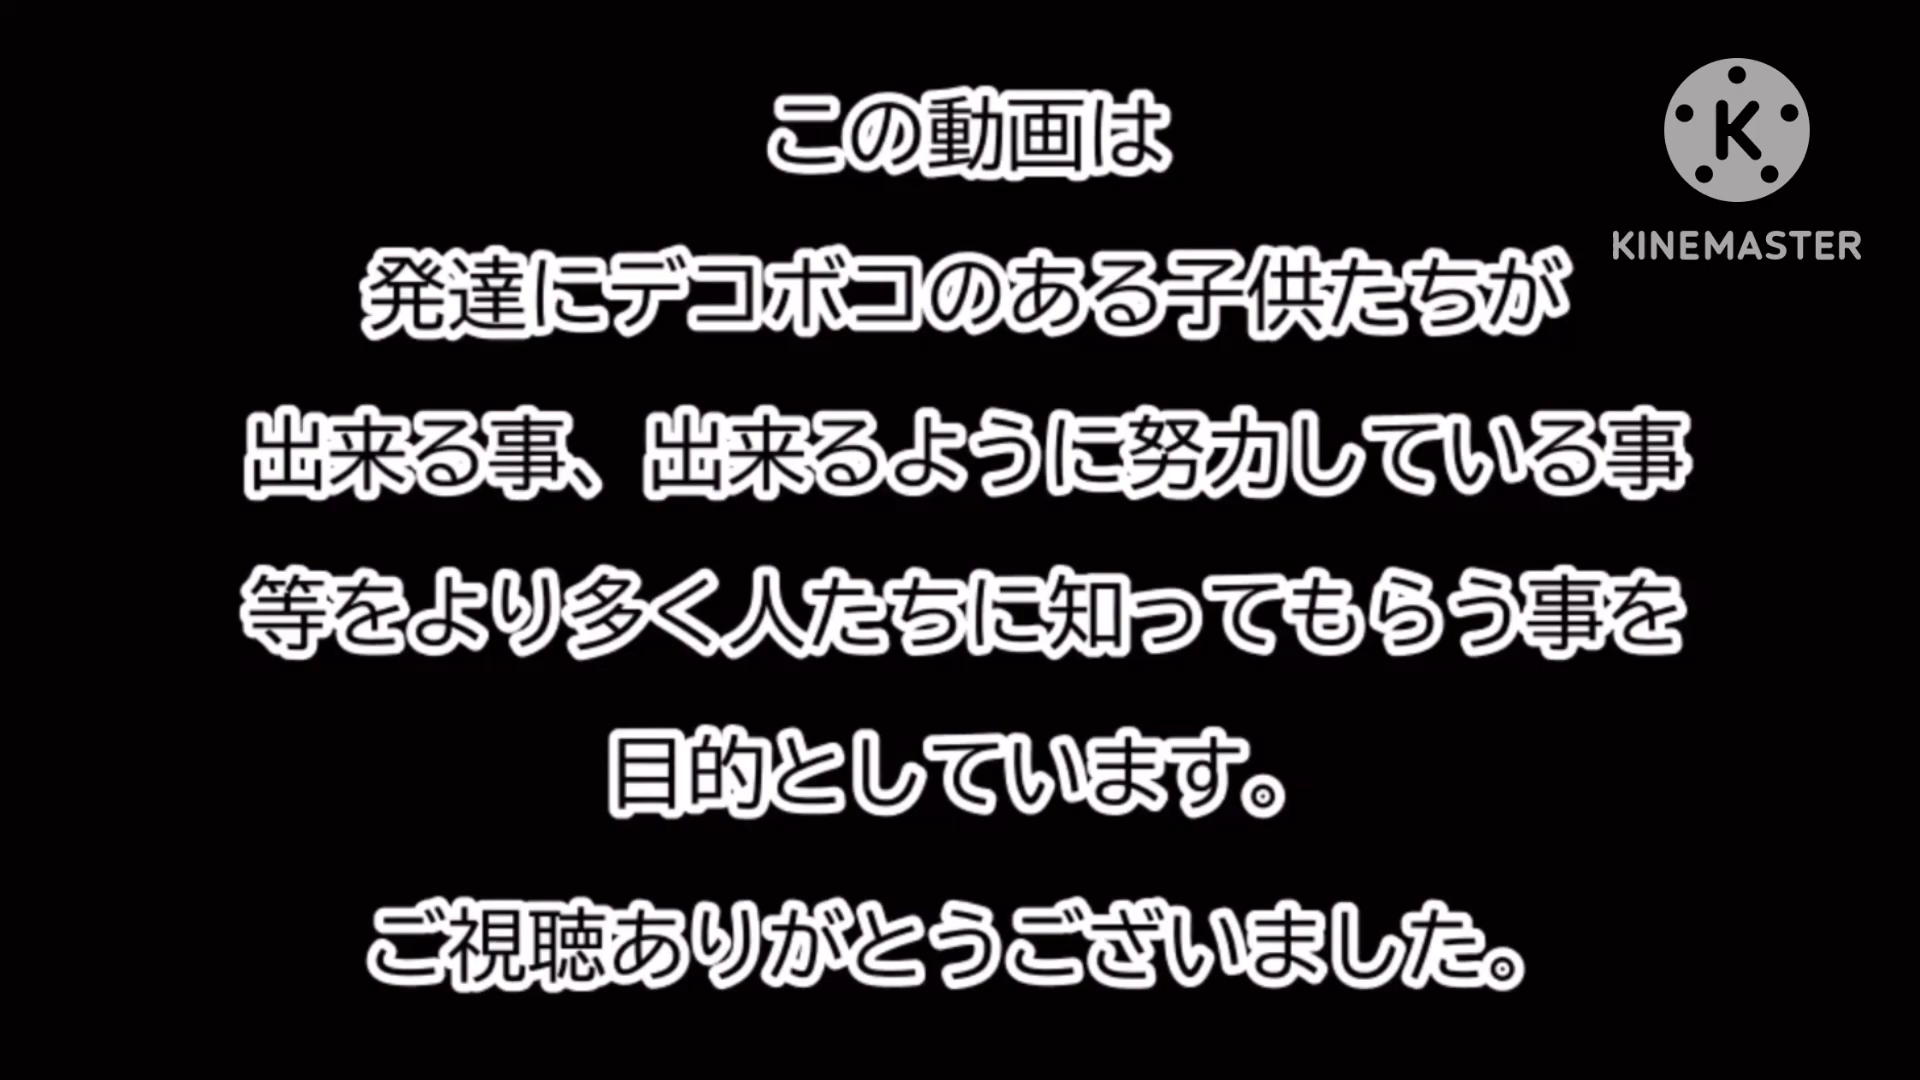 この動画は
発達にデコボコのある子供たちが
出来る事、出来るように努力している事
等をより多く人たちに知ってもらう事を
目的としています。
ご視聴ありがとうございました。
K
KINEMASTER